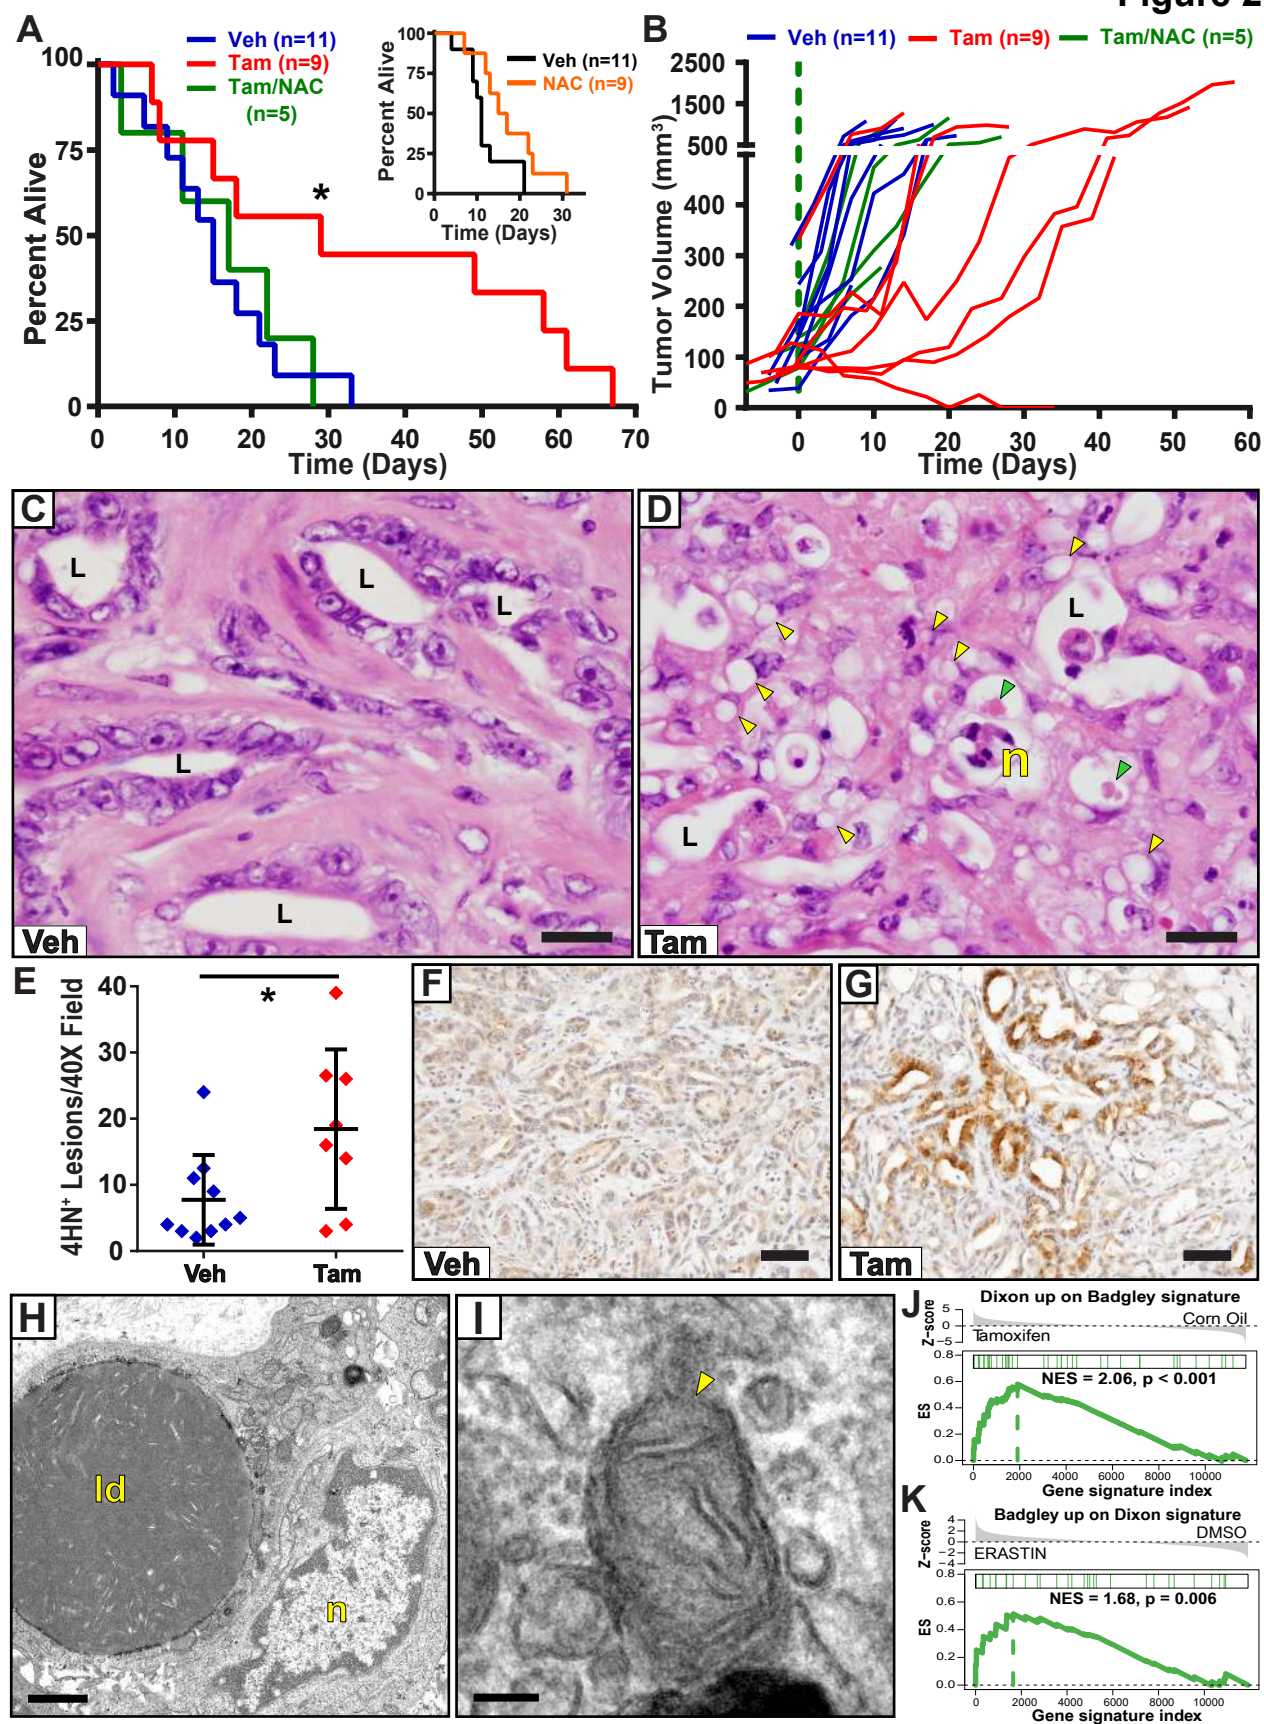 Figure 2
A
Veh (n=11)
Tam (n=9)
Tam/NAC
(n=5)
Percent Alive
100
75
50
25
0
0 10 20 30 40 50 60 70
Time (Days)
*
Veh (n=11)
NAC (n=9)
Percent Alive
100
75
50
25
0
0 10 20 30
Time (Days)
B
Veh (n=11) Tam (n=9) Tam/NAC (n=5)
Tumor Volume (mm³)
2500
1500
500
500
400
300
200
100
0
0 10 20 30 40 50 60
Time (Days)
C
L
L
L
L
L
Veh
D
L
n
L
Tam
E
4HN⁺ Lesions/40X Field
40
30
20
10
0
*
Veh Tam
F
Veh
G
Tam
H
ld
n
I
J
Dixon up on Badgley signature
Z-score
5
0
−5
Corn Oil
Tamoxifen
NES = 2.06, p < 0.001
ES
0.8
0.6
0.4
0.2
0.0
0 2000 4000 6000 8000 10000
Gene signature index
K
Badgley up on Dixon signature
Z-score
4
2
0
−2
−4
DMSO
ERASTIN
NES = 1.68, p = 0.006
ES
0.8
0.6
0.4
0.2
0.0
0 2000 4000 6000 8000 10000
Gene signature index